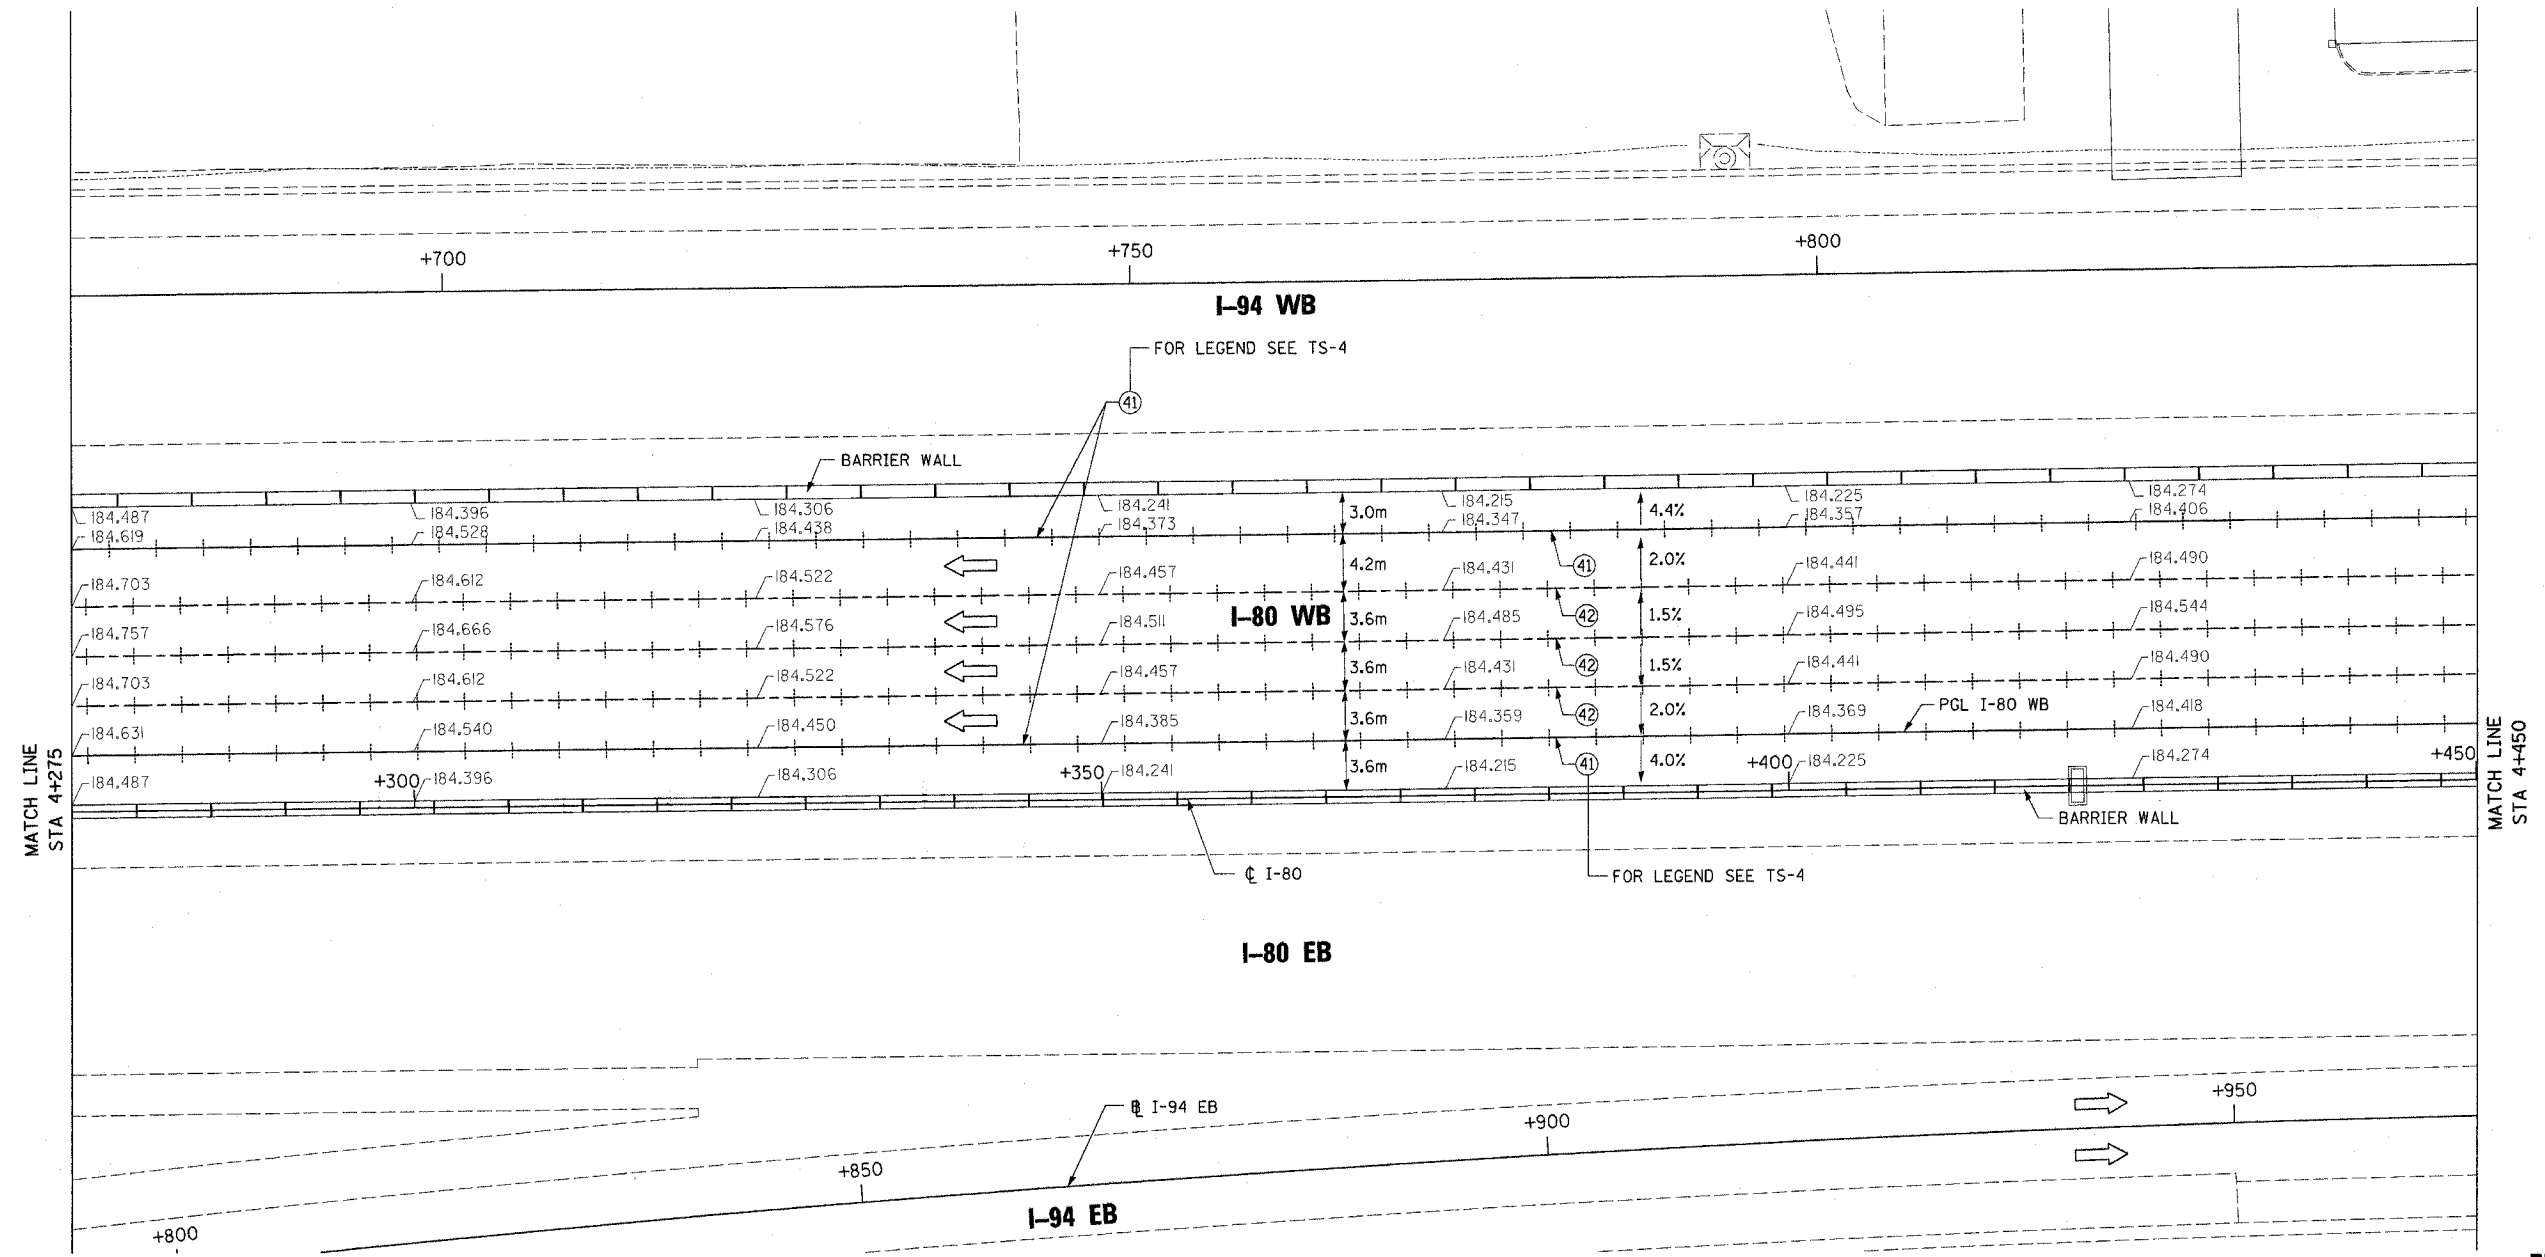 +700
+750
+800
I-94 WB
FOR LEGEND SEE TS-4
41
BARRIER WALL
184.487 184.396 184.306 184.241 3.0m 184.215 4.4% 184.225 184.274
184.619 184.528 184.438 184.373 184.347 184.357 184.406
184.703 184.612 184.522 184.457 4.2m 184.431 41 2.0% 184.441 184.490
184.757 184.666 184.576 184.511 I-80 WB 3.6m 184.485 42 1.5% 184.495 184.544
184.703 184.612 184.522 184.457 3.6m 184.431 42 1.5% 184.441 184.490
184.631 184.540 184.450 184.385 3.6m 184.359 42 2.0% 184.369 PGL I-80 WB 184.418
184.487 +300 184.396 184.306 +350 184.241 3.6m 184.215 41 4.0% +400 184.225 184.274 +450
MATCH LINE
STA 4+275
MATCH LINE
STA 4+450
BARRIER WALL
℄ I-80
FOR LEGEND SEE TS-4
I-80 EB
I-94 EB
+950
+900
+850
I-94 EB
+800